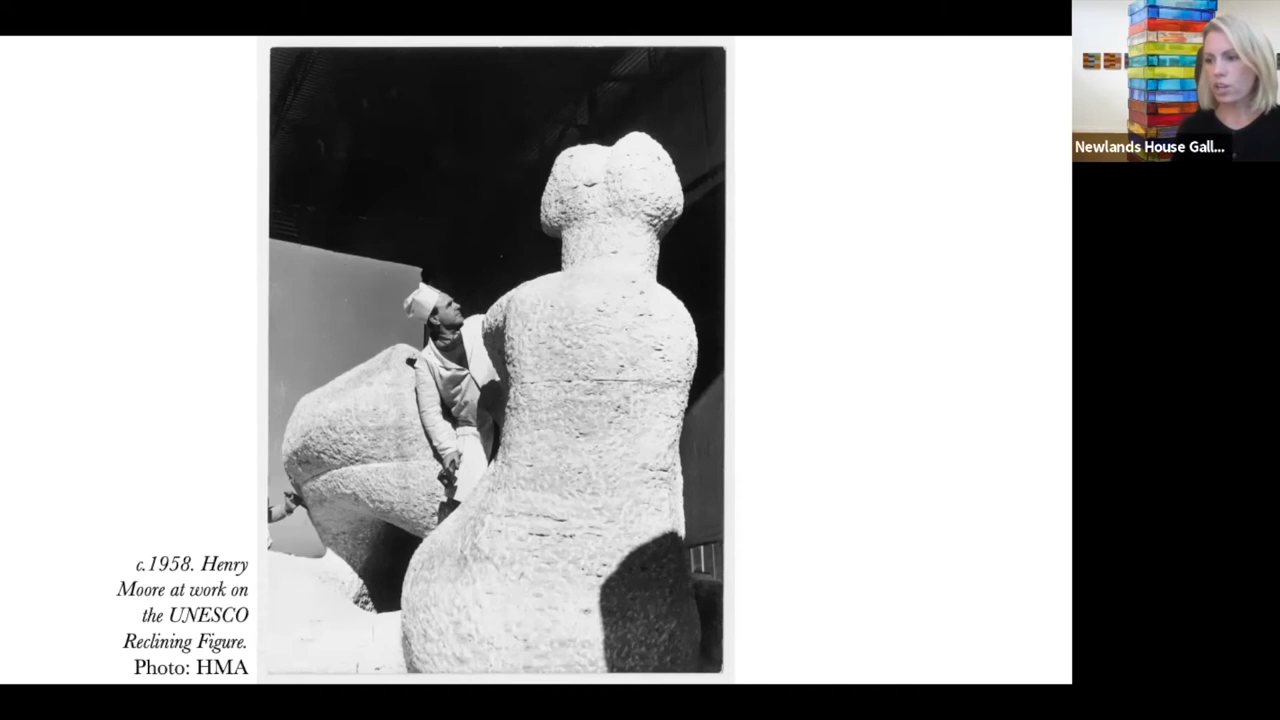 Newlands House Gall...
c.1958. Henry
Moore at work on
the UNESCO
Reclining Figure.
Photo: HMA